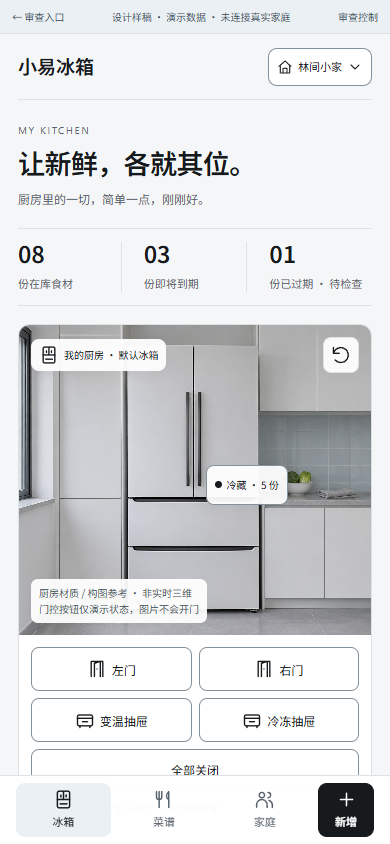 ← 审查入口 设计样稿 · 演示数据 · 未连接真实家庭 审查控制
小易冰箱 林间小家
MY KITCHEN
让新鲜，各就其位。
厨房里的一切，简单一点，刚刚好。
08 03 01
份在库食材 份即将到期 份已过期 · 待检查
我的厨房 · 默认冰箱
冷藏 · 5 份
厨房材质 / 构图参考 · 非实时三维
门控按钮仅演示状态，图片不会开门
左门 右门
变温抽屉 冷冻抽屉
全部关闭
冰箱 菜谱 家庭 新增